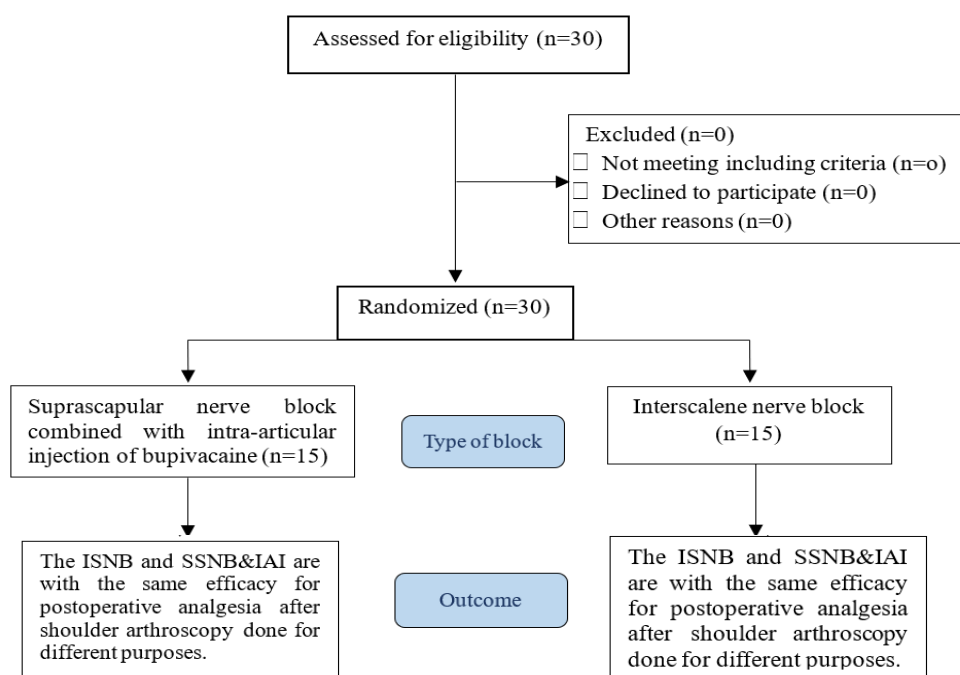 Assessed for eligibility (n=30)
Excluded (n=0)
□ Not meeting including criteria (n=o)
□ Declined to participate (n=0)
□ Other reasons (n=0)
Randomized (n=30)
Suprascapular nerve block
combined with intra-articular
injection of bupivacaine (n=15)
Type of block
Interscalene nerve block
(n=15)
The ISNB and SSNB&IAI are
with the same efficacy for
postoperative analgesia after
shoulder arthroscopy done for
different purposes.
Outcome
The ISNB and SSNB&IAI
are with the same efficacy
for postoperative analgesia
after shoulder arthroscopy
done for different purposes.